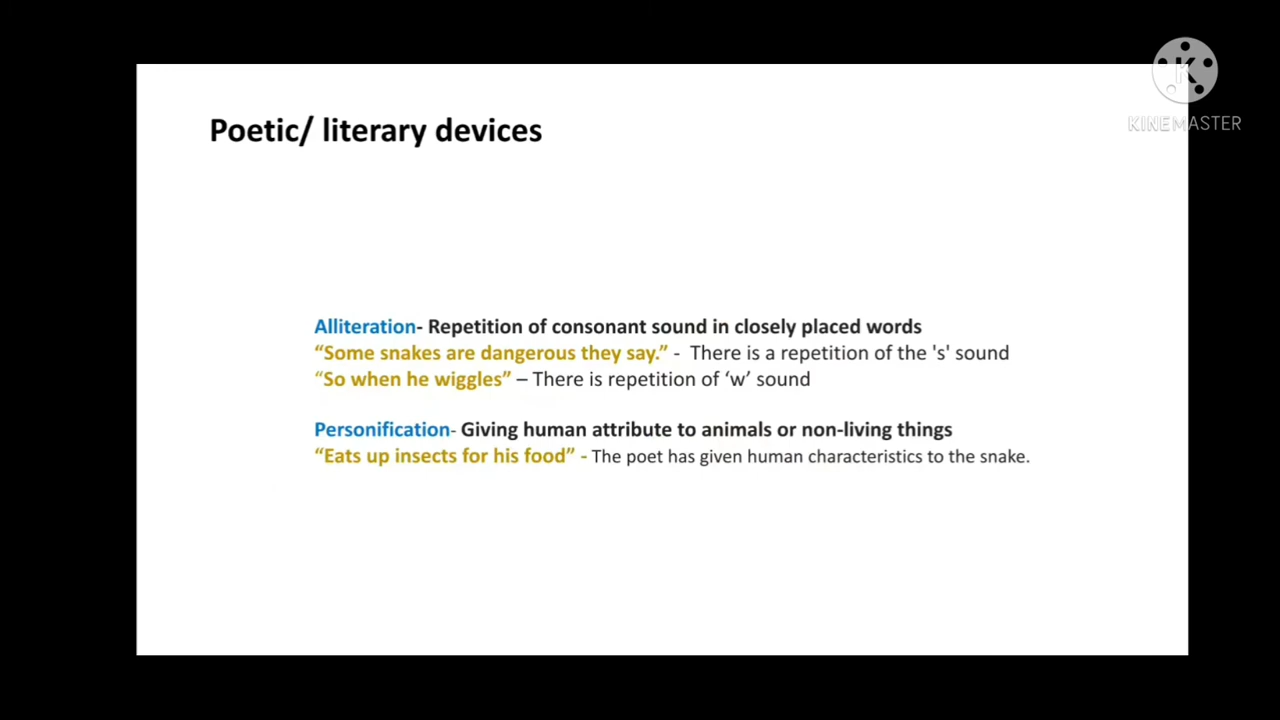 KINEMASTER
Poetic/ literary devices
Alliteration- Repetition of consonant sound in closely placed words
“Some snakes are dangerous they say.” - There is a repetition of the 's' sound
“So when he wiggles” – There is repetition of ‘w’ sound
Personification- Giving human attribute to animals or non-living things
“Eats up insects for his food” - The poet has given human characteristics to the snake.